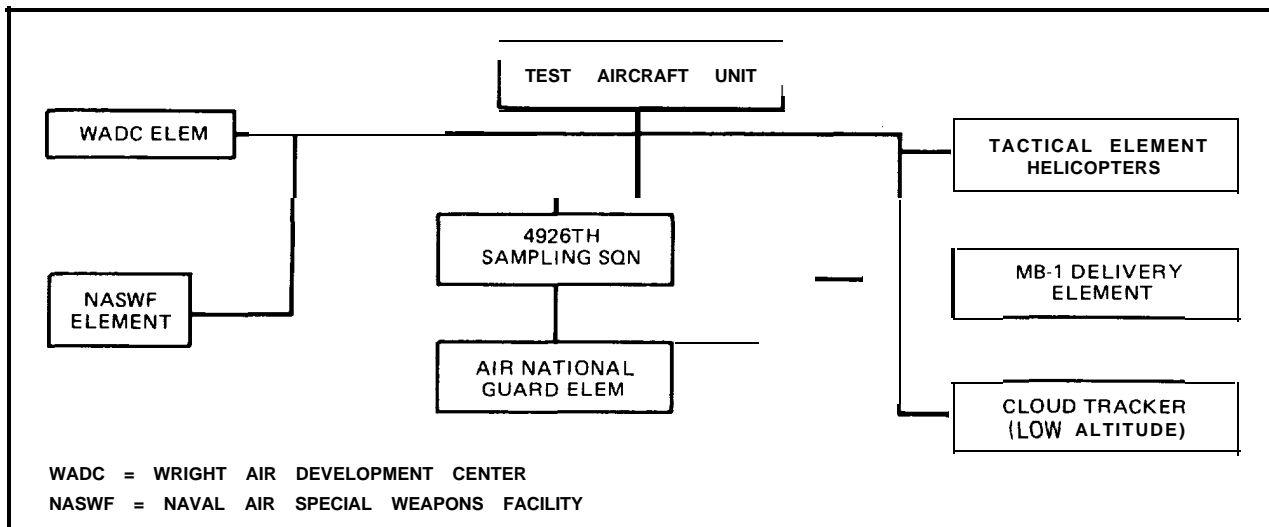 TEST AIRCRAFT UNIT
WADC ELEM
TACTICAL ELEMENT
HELICOPTERS
4926TH
SAMPLING SQN
MB-1 DELIVERY
ELEMENT
NASWF
ELEMENT
AIR NATIONAL
GUARD ELEM
CLOUD TRACKER
(LOW ALTITUDE)
WADC = WRIGHT AIR DEVELOPMENT CENTER
NASWF = NAVAL AIR SPECIAL WEAPONS FACILITY